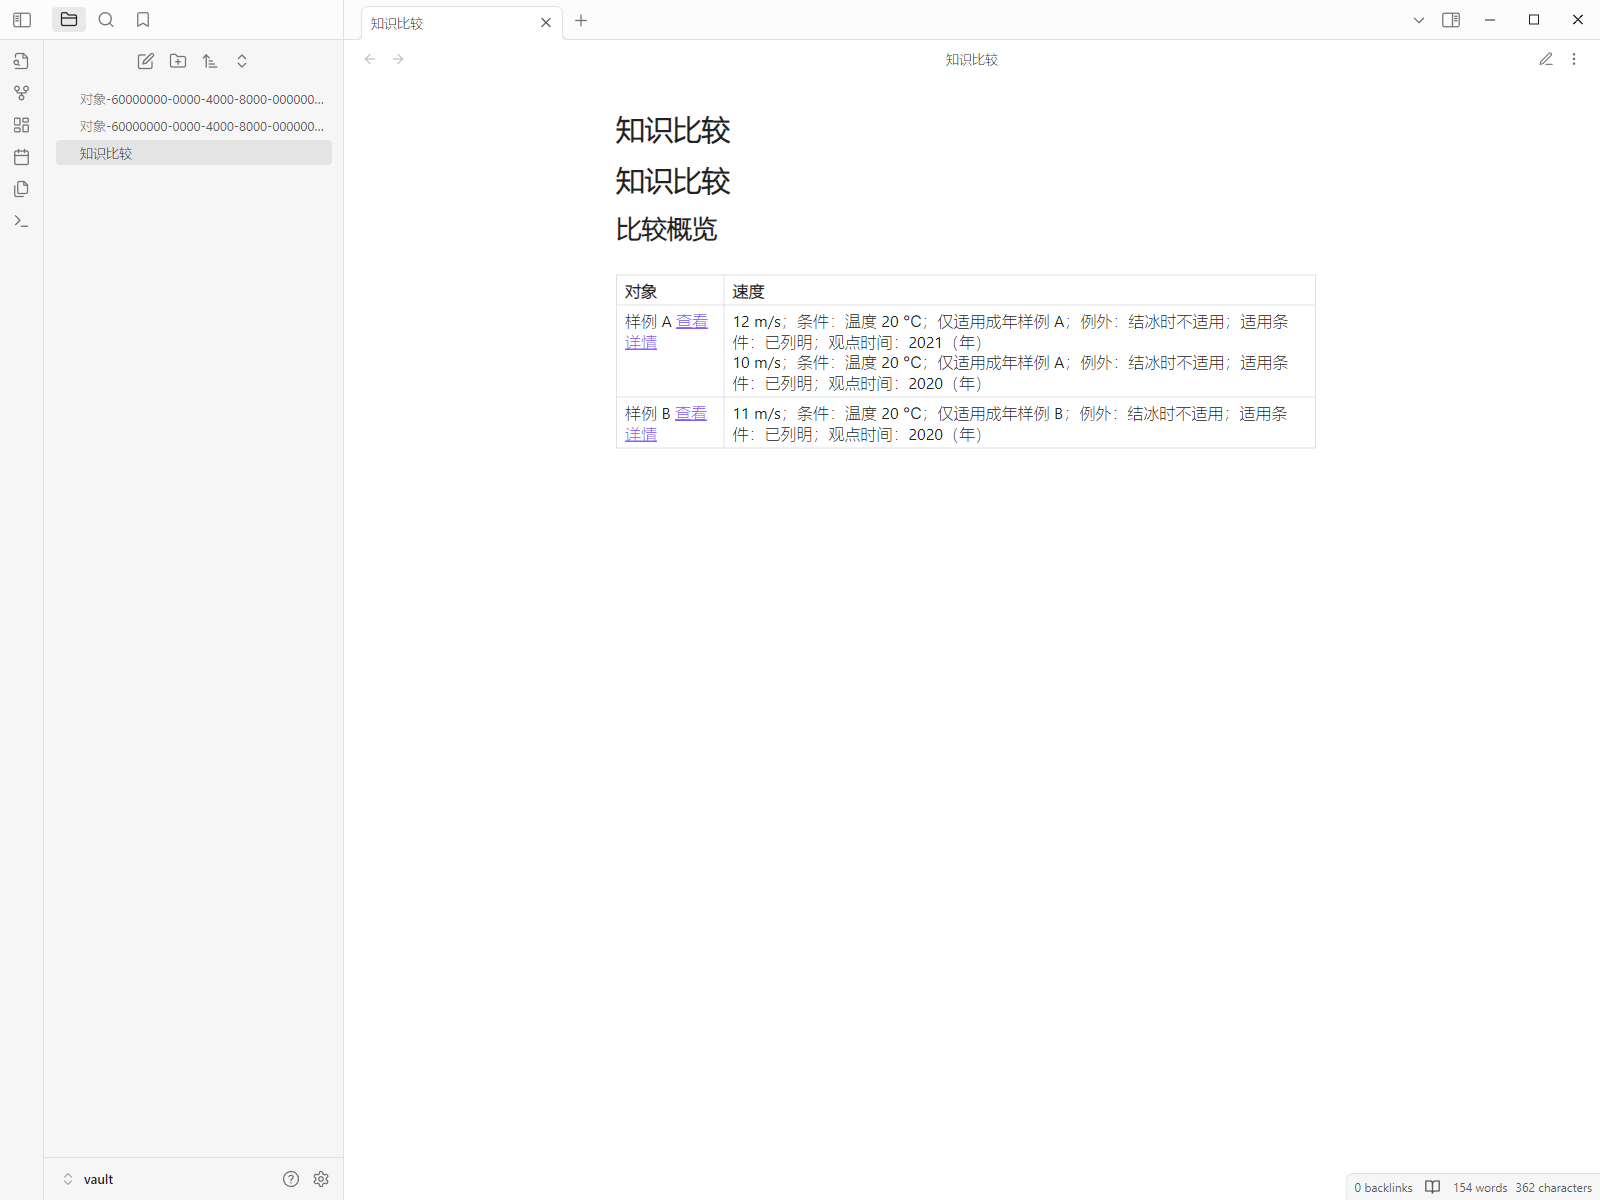 知识比较
知识比较
对象-60000000-0000-4000-8000-000000...
对象-60000000-0000-4000-8000-000000...
知识比较
知识比较
知识比较
比较概览
对象
速度
样例 A 查看
详情
12 m/s；条件：温度 20 °C；仅适用成年样例 A；例外：结冰时不适用；适用条
件：已列明；观点时间：2021（年）
10 m/s；条件：温度 20 °C；仅适用成年样例 A；例外：结冰时不适用；适用条
件：已列明；观点时间：2020（年）
样例 B 查看
详情
11 m/s；条件：温度 20 °C；仅适用成年样例 B；例外：结冰时不适用；适用条
件：已列明；观点时间：2020（年）
vault
0 backlinks
154 words
362 characters